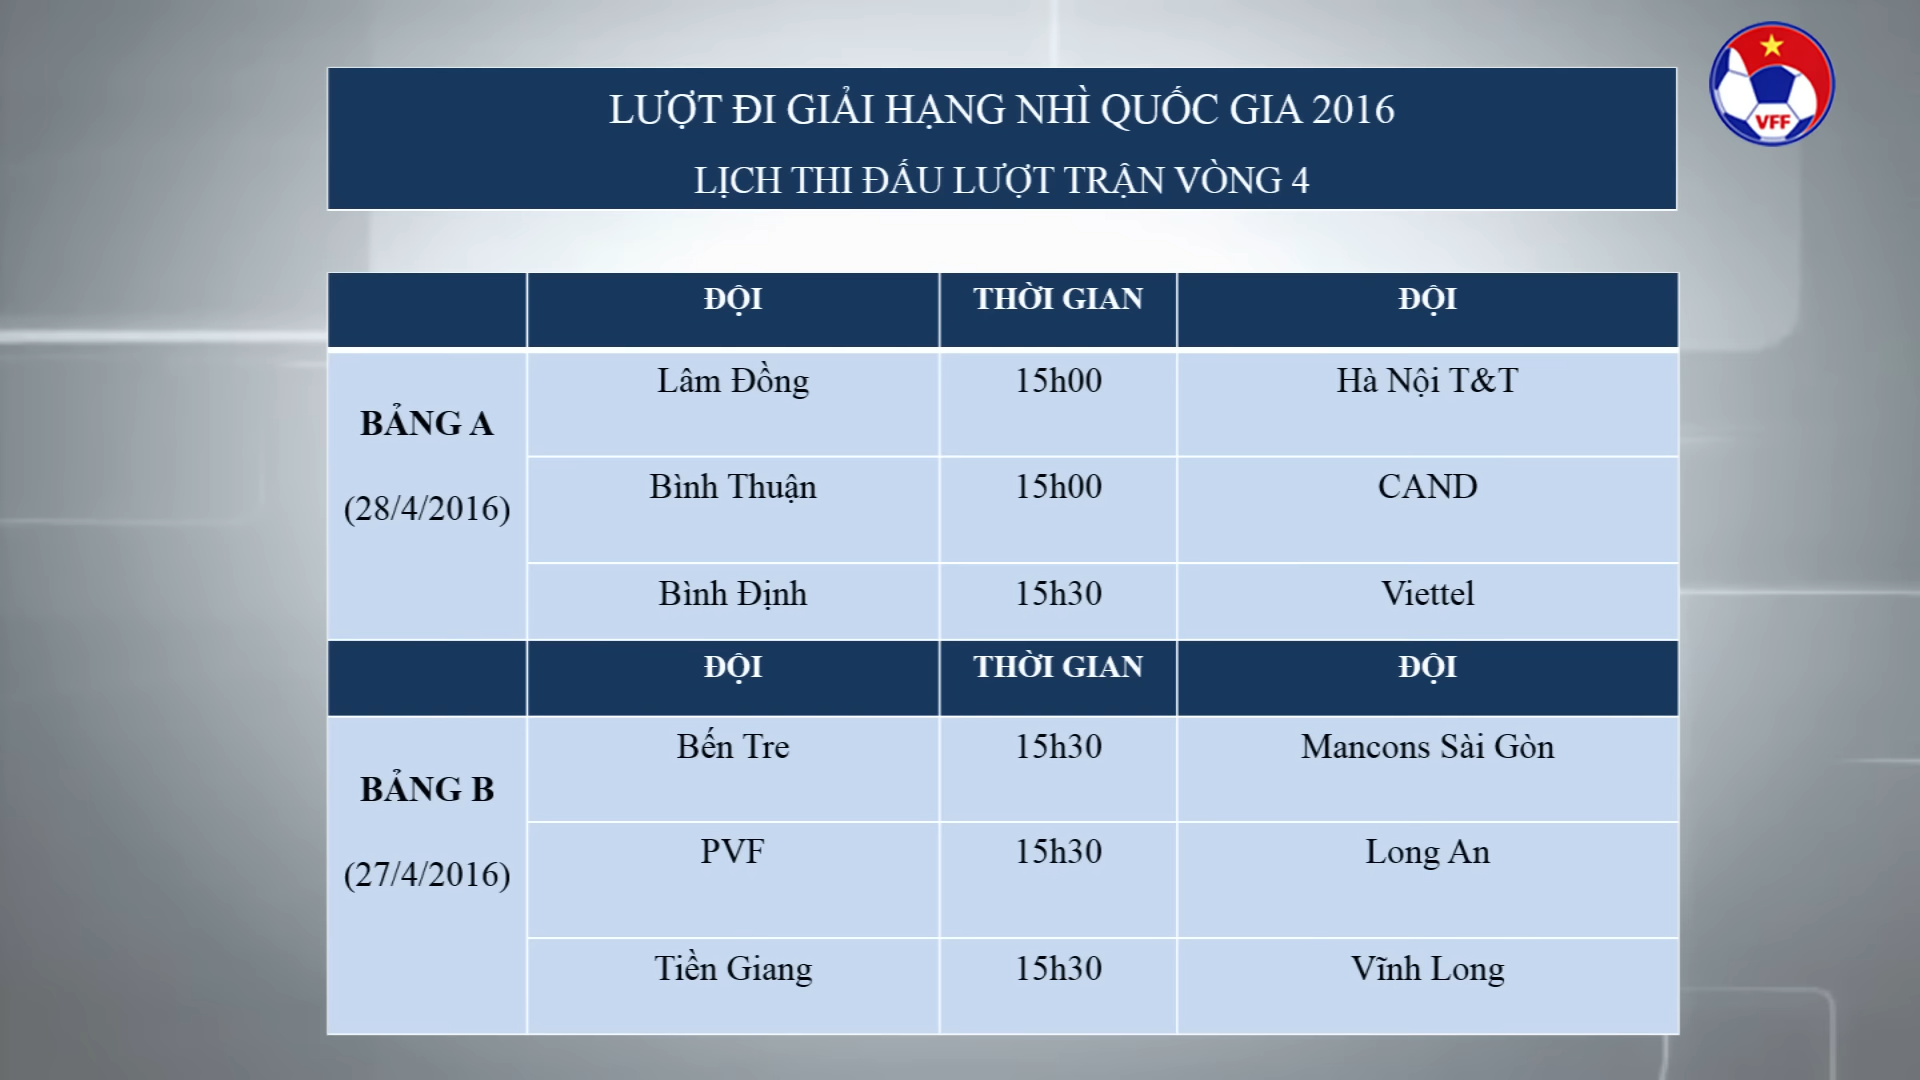 LƯỢT ĐI GIẢI HẠNG NHÌ QUỐC GIA 2016
LỊCH THI ĐẤU LƯỢT TRẬN VÒNG 4
VFF
ĐỘI THỜI GIAN ĐỘI
BẢNG A
(28/4/2016)
Lâm Đồng 15h00 Hà Nội T&T
Bình Thuận 15h00 CAND
Bình Định 15h30 Viettel
ĐỘI THỜI GIAN ĐỘI
BẢNG B
(27/4/2016)
Bến Tre 15h30 Mancons Sài Gòn
PVF 15h30 Long An
Tiền Giang 15h30 Vĩnh Long